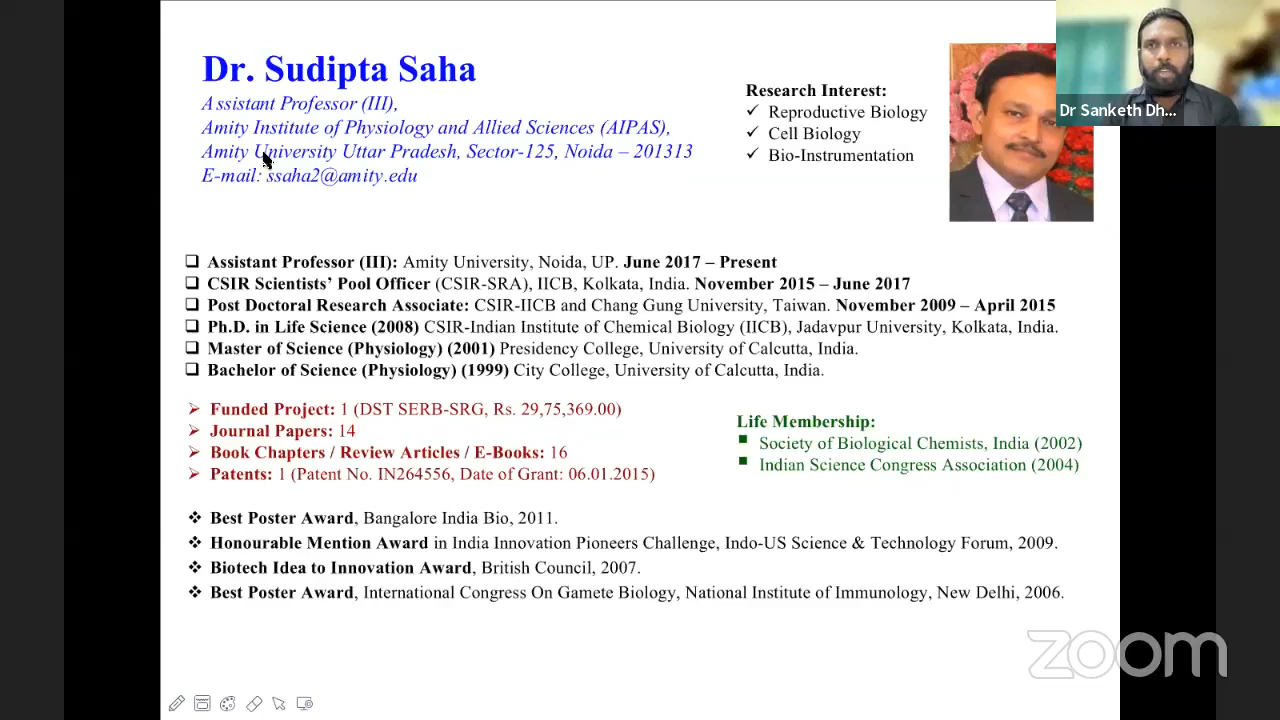 Dr. Sudipta Saha
Assistant Professor (III),
Amity Institute of Physiology and Allied Sciences (AIPAS),
Amity University Uttar Pradesh, Sector-125, Noida – 201313
E-mail: ssaha2@amity.edu
Research Interest:
✓ Reproductive Biology
✓ Cell Biology
✓ Bio-Instrumentation
Dr Sanketh Dh...
❑ Assistant Professor (III): Amity University, Noida, UP. June 2017 – Present
❑ CSIR Scientists’ Pool Officer (CSIR-SRA), IICB, Kolkata, India. November 2015 – June 2017
❑ Post Doctoral Research Associate: CSIR-IICB and Chang Gung University, Taiwan. November 2009 – April 2015
❑ Ph.D. in Life Science (2008) CSIR-Indian Institute of Chemical Biology (IICB), Jadavpur University, Kolkata, India.
❑ Master of Science (Physiology) (2001) Presidency College, University of Calcutta, India.
❑ Bachelor of Science (Physiology) (1999) City College, University of Calcutta, India.
➢ Funded Project: 1 (DST SERB-SRG, Rs. 29,75,369.00)
➢ Journal Papers: 14
➢ Book Chapters / Review Articles / E-Books: 16
➢ Patents: 1 (Patent No. IN264556, Date of Grant: 06.01.2015)
Life Membership:
▪ Society of Biological Chemists, India (2002)
▪ Indian Science Congress Association (2004)
❖ Best Poster Award, Bangalore India Bio, 2011.
❖ Honourable Mention Award in India Innovation Pioneers Challenge, Indo-US Science & Technology Forum, 2009.
❖ Biotech Idea to Innovation Award, British Council, 2007.
❖ Best Poster Award, International Congress On Gamete Biology, National Institute of Immunology, New Delhi, 2006.
zoom